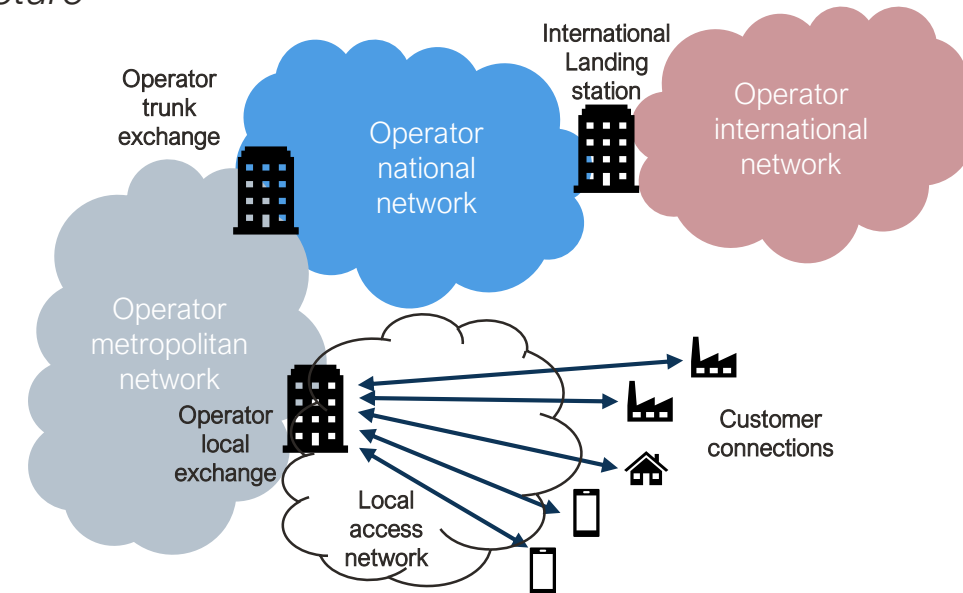 International
Landing
station
Operator
trunk
exchange
Operator
national
network
Operator
international
network
Operator
metropolitan
network
Operator
local
exchange
Local
access
network
Customer
connections